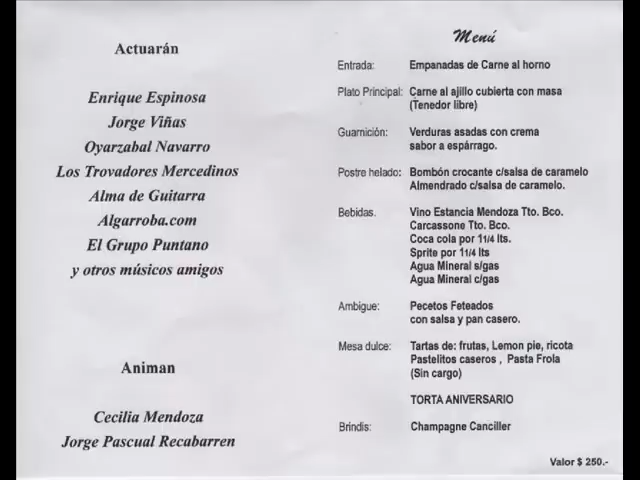 Actuarán
Enrique Espinosa
Jorge Viñas
Oyarzabal Navarro
Los Trovadores Mercedinos
Alma de Guitarra
Algarroba.com
El Grupo Puntano
y otros músicos amigos
Animan
Cecilia Mendoza
Jorge Pascual Recabarren
Menú
Entrada: Empanadas de Carne al horno
Plato Principal: Carne al ajillo cubierta con masa
(Tenedor libre)
Guarnición: Verduras asadas con crema
sabor a espárrago.
Postre helado: Bombón crocante c/salsa de caramelo
Almendrado c/salsa de caramelo.
Bebidas. Vino Estancia Mendoza Tto. Bco.
Carcassone Tto. Bco.
Coca cola por 11/4 lts.
Sprite por 11/4 lts
Agua Mineral s/gas
Agua Mineral c/gas
Ambigue: Pecetos Feteados
con salsa y pan casero.
Mesa dulce: Tartas de: frutas, Lemon pie, ricota
Pastelitos caseros , Pasta Frola
(Sin cargo)
TORTA ANIVERSARIO
Brindis: Champagne Canciller
Valor $ 250.-